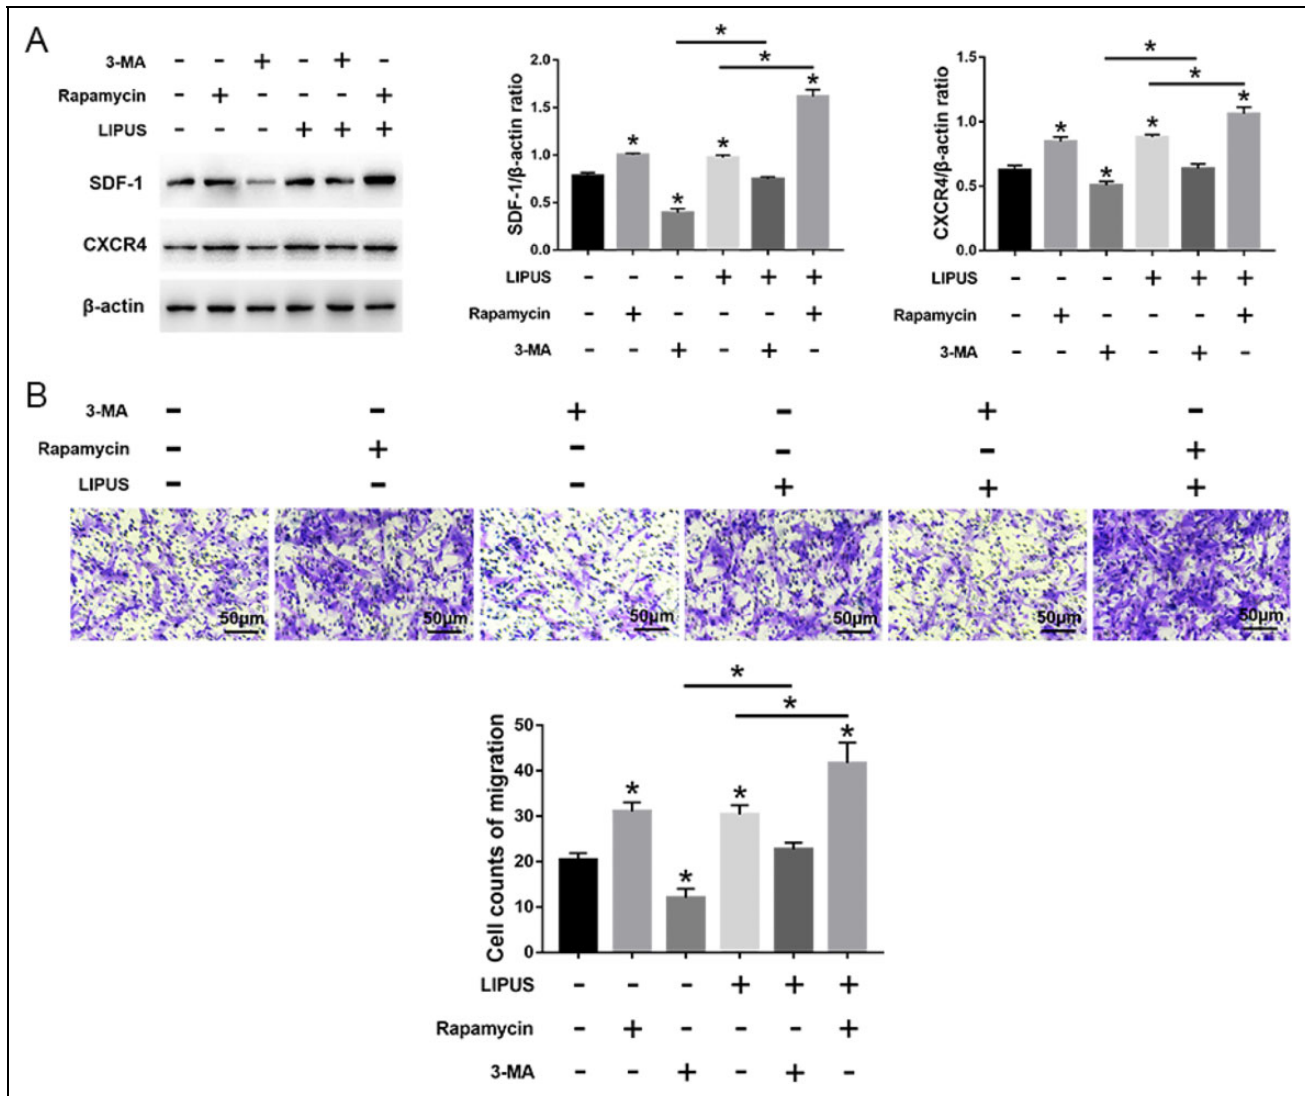 A
3-MA - - + - + -
Rapamycin - + - - - +
LIPUS - - - + + +
SDF-1
CXCR4
β-actin
*
*
* * * *
SDF-1/β-actin ratio
2.0
1.5
1.0
0.5
0.0
LIPUS - - - + + +
Rapamycin - + - - - +
3-MA - - + - + -
*
*
* * * *
CXCR4/β-actin ratio
1.5
1.0
0.5
0.0
LIPUS - - - + + +
Rapamycin - + - - - +
3-MA - - + - + -
B
3-MA - - + - + -
Rapamycin - + - - - +
LIPUS - - - + + +
50μm 50μm 50μm 50μm 50μm 50μm
*
*
* * * *
Cell counts of migration
50
40
30
20
10
0
LIPUS - - - + + +
Rapamycin - + - - - +
3-MA - - + - + -